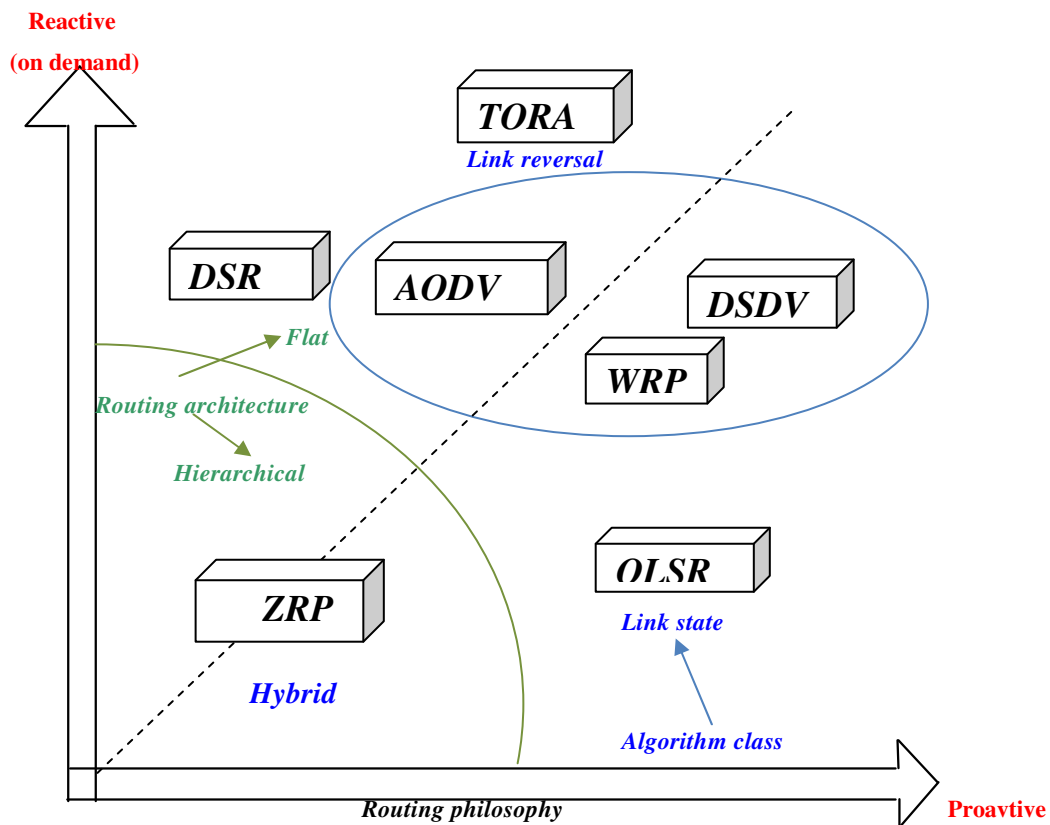 Reactive
(on demand)
TORA
Link reversal
DSR
AODV
DSDV
Flat
WRP
Routing architecture
Hierarchical
OLSR
ZRP
Link state
Hybrid
Algorithm class
Routing philosophy
Proavtive